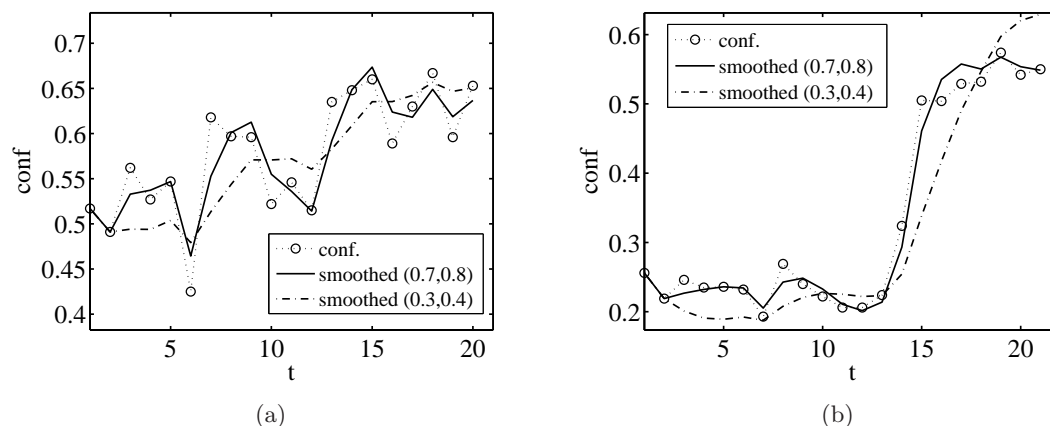 0.7
0.65
0.6
0.55
0.5
0.45
0.4
conf
5 10 15 20
t
conf.
smoothed (0.7,0.8)
smoothed (0.3,0.4)
(a)
0.6
0.5
0.4
0.3
0.2
conf
5 10 15 20
t
conf.
smoothed (0.7,0.8)
smoothed (0.3,0.4)
(b)